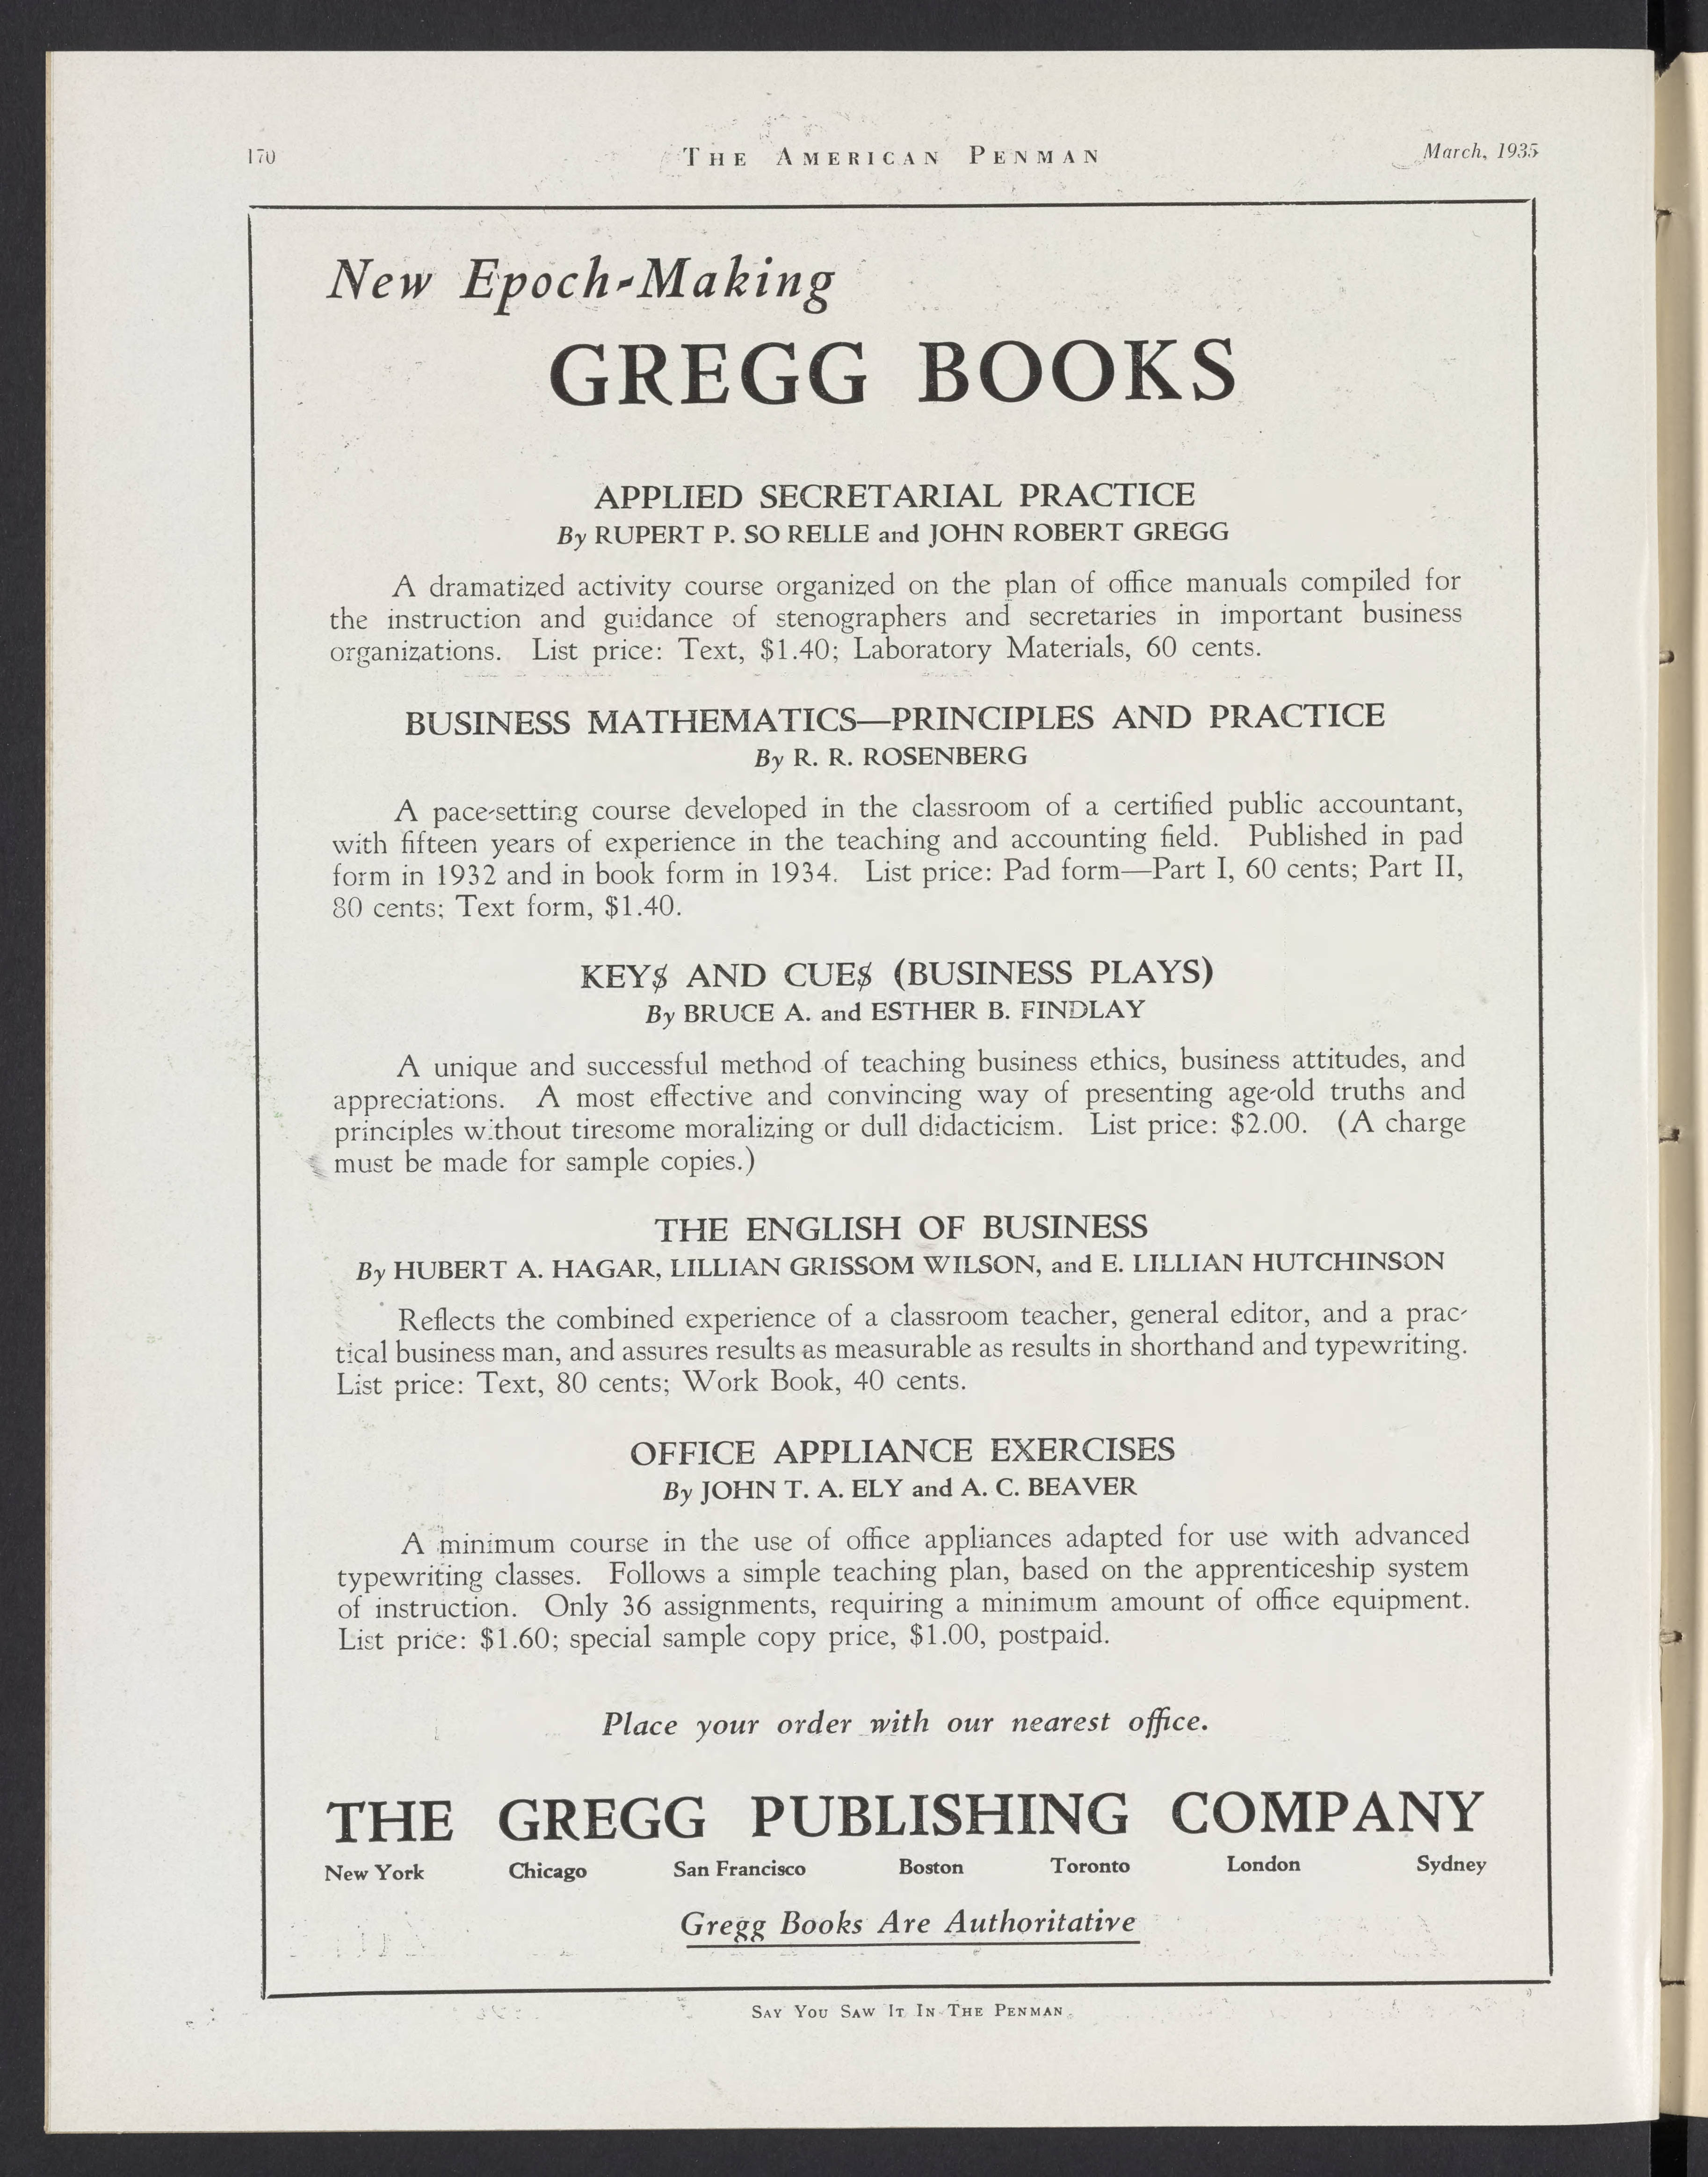 170
THE AMERICAN PENMAN
March, 1935
New Epoch-Making
GREGG BOOKS
APPLIED SECRETARIAL PRACTICE
By RUPERT P. SO RELLE and JOHN ROBERT GREGG
A dramatized activity course organized on the plan of office manuals compiled for
the instruction and guidance of stenographers and secretaries in important business
organizations. List price: Text, $1.40; Laboratory Materials, 60 cents.
BUSINESS MATHEMATICS—PRINCIPLES AND PRACTICE
By R. R. ROSENBERG
A pace-setting course developed in the classroom of a certified public accountant,
with fifteen years of experience in the teaching and accounting field. Published in pad
form in 1932 and in book form in 1934. List price: Pad form—Part I, 60 cents; Part II,
80 cents; Text form, $1.40.
KEY$ AND CUE$ (BUSINESS PLAYS)
By BRUCE A. and ESTHER B. FINDLAY
A unique and successful method of teaching business ethics, business attitudes, and
appreciations. A most effective and convincing way of presenting age-old truths and
principles without tiresome moralizing or dull didacticism. List price: $2.00. (A charge
must be made for sample copies.)
THE ENGLISH OF BUSINESS
By HUBERT A. HAGAR, LILLIAN GRISSOM WILSON, and E. LILLIAN HUTCHINSON
Reflects the combined experience of a classroom teacher, general editor, and a prac-
tical business man, and assures results as measurable as results in shorthand and typewriting.
List price: Text, 80 cents; Work Book, 40 cents.
OFFICE APPLIANCE EXERCISES
By JOHN T. A. ELY and A. C. BEAVER
A minimum course in the use of office appliances adapted for use with advanced
typewriting classes. Follows a simple teaching plan, based on the apprenticeship system
of instruction. Only 36 assignments, requiring a minimum amount of office equipment.
List price: $1.60; special sample copy price, $1.00, postpaid.
Place your order with our nearest office.
THE GREGG PUBLISHING COMPANY
New York Chicago San Francisco Boston Toronto London Sydney
Gregg Books Are Authoritative
SAY YOU SAW IT IN THE PENMAN